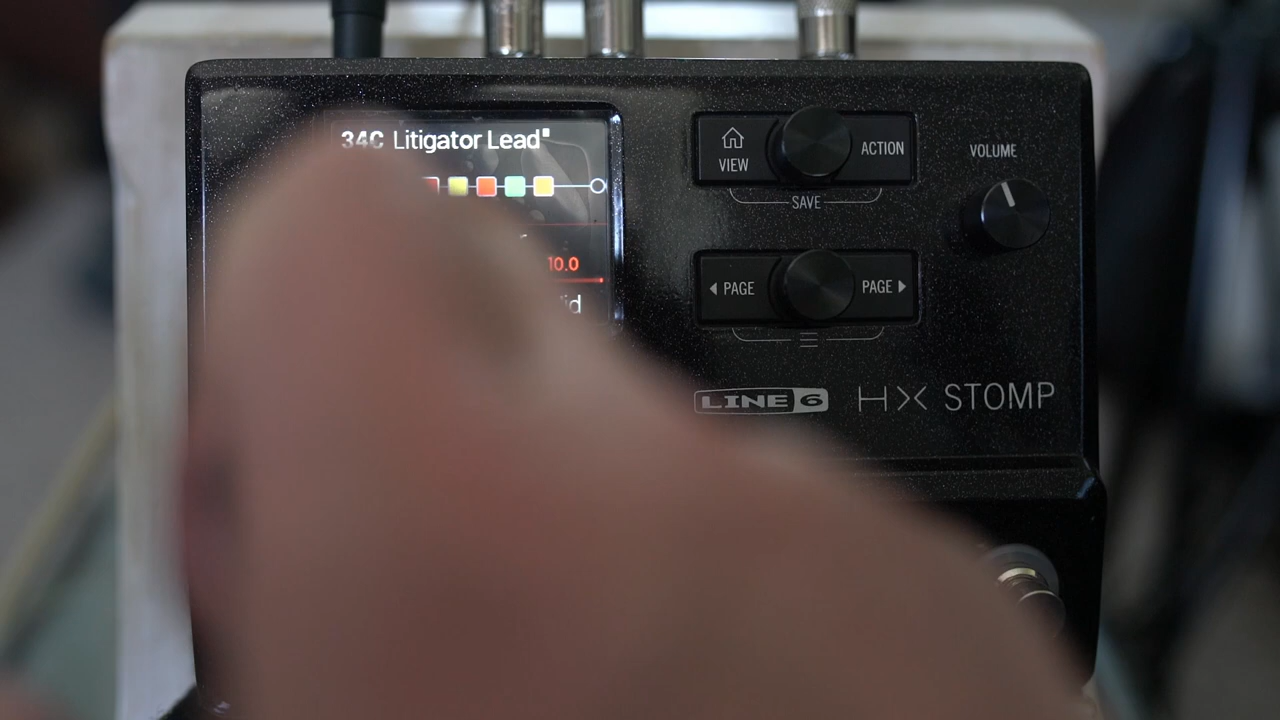 34C Litigator Lead
10.0
VIEW
ACTION
SAVE
VOLUME
PAGE
PAGE
LINE 6
HX STOMP